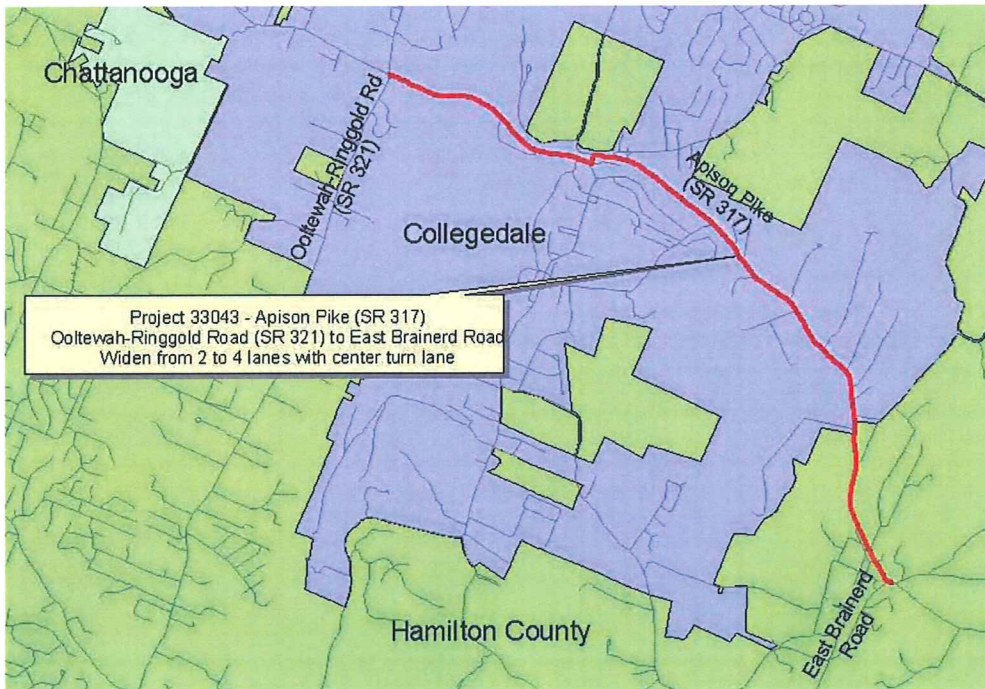 Chattanooga
Ooltewah-Ringgold Rd
(SR 321)
Apison Pike
(SR 317)
Collegedale
Project 33043 - Apison Pike (SR 317)
Ooltewah-Ringgold Road (SR 321) to East Brainerd Road
Widen from 2 to 4 lanes with center turn lane
Hamilton County
East Brainerd
Road